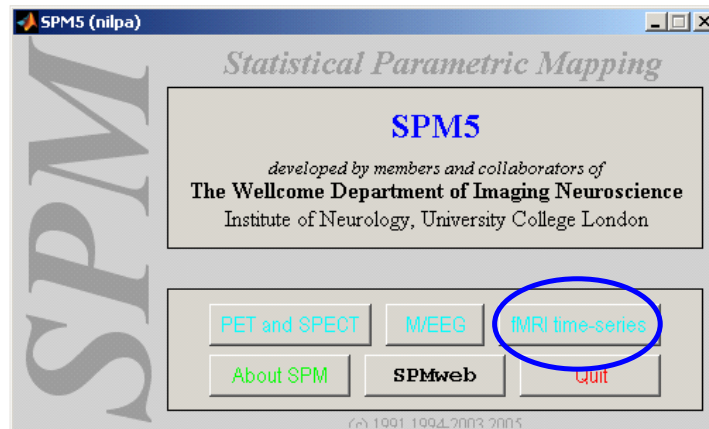 SPM5 (nilpa)
SPM
Statistical Parametric Mapping
SPM5
developed by members and collaborators of
The Wellcome Department of Imaging Neuroscience
Institute of Neurology, University College London
PET and SPECT M/EEG fMRI time-series
About SPM SPMweb Quit
(c) 1991,1994-2003,2005